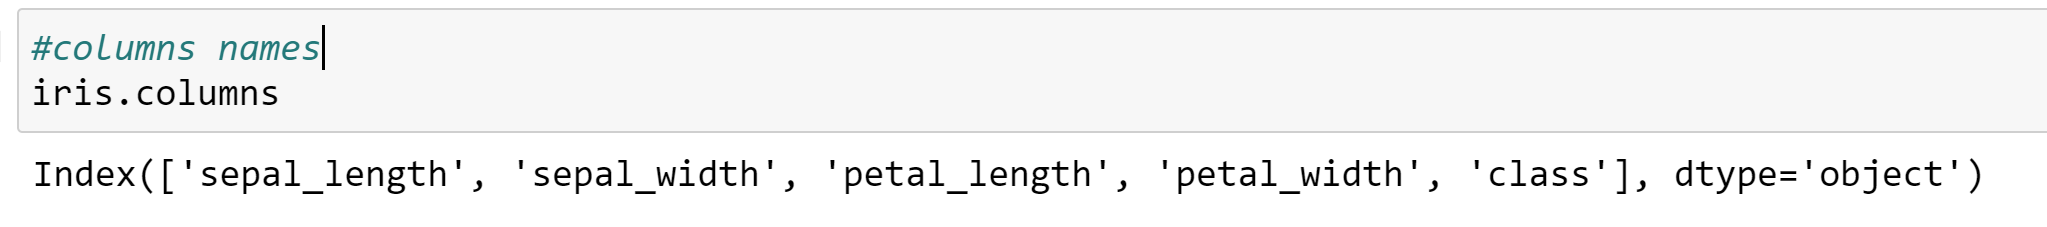 #columns names
iris.columns
Index(['sepal_length', 'sepal_width', 'petal_length', 'petal_width', 'class'], dtype='object')